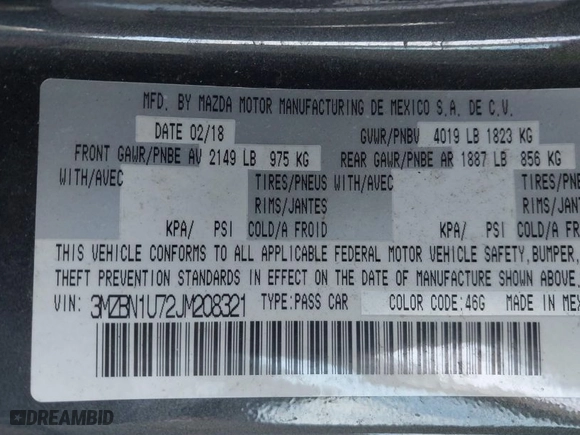 MFD. BY MAZDA MOTOR MANUFACTURING DE MEXICO S.A. DE C.V.
DATE 02/18 GVWR/PNBV 4019 LB 1823 KG
FRONT GAWR/PNBE AV 2149 LB 975 KG REAR GAWR/PNBE AR 1887 LB 856 KG
WITH/AVEC TIRES/PNEUS WITH/AVEC TIRES/PNEUS
RIMS/JANTES RIMS/JANTES
KPA/ PSI COLD/A FROID KPA/ PSI COLD/A FROID
THIS VEHICLE CONFORMS TO ALL APPLICABLE FEDERAL MOTOR VEHICLE SAFETY, BUMPER,
THEFT PREVENTION STANDARDS IN EFFECT ON THE DATE OF MANUFACTURE SHOWN ABOVE.
VIN: 3MZBN1U72JM208321 TYPE:PASS CAR COLOR CODE:46G MADE IN MEX
DREAMBID